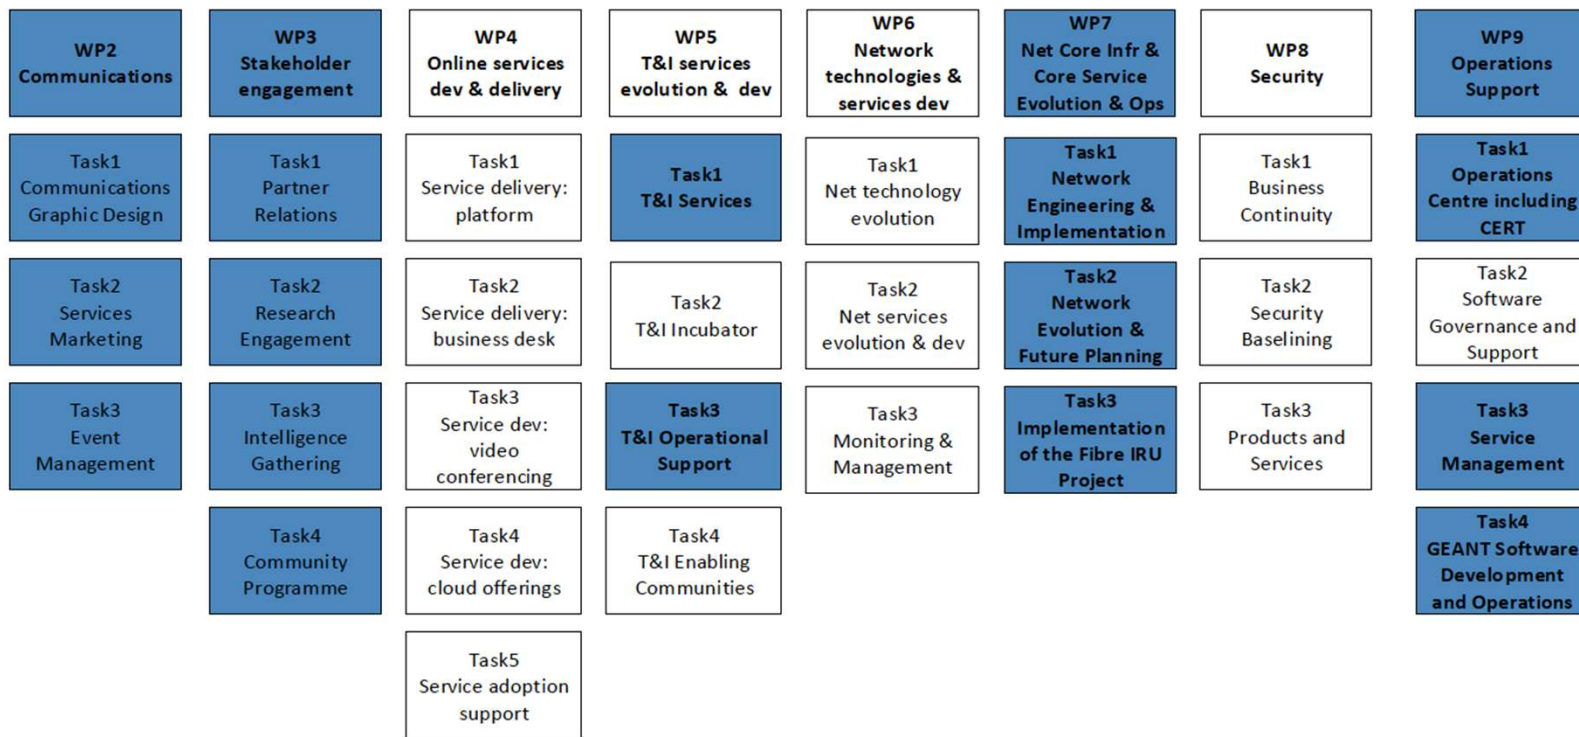 WP2
Communications
WP3
Stakeholder
engagement
WP4
Online services
dev & delivery
WP5
T&I services
evolution & dev
WP6
Network
technologies &
services dev
WP7
Net Core Infr &
Core Service
Evolution & Ops
WP8
Security
WP9
Operations
Support
Task1
Communications
Graphic Design
Task1
Partner
Relations
Task1
Service delivery:
platform
Task1
T&I Services
Task1
Net technology
evolution
Task1
Network
Engineering &
Implementation
Task1
Business
Continuity
Task1
Operations
Centre including
CERT
Task2
Services
Marketing
Task2
Research
Engagement
Task2
Service delivery:
business desk
Task2
T&I Incubator
Task2
Net services
evolution & dev
Task2
Network
Evolution &
Future Planning
Task2
Security
Baselining
Task2
Software
Governance and
Support
Task3
Event
Management
Task3
Intelligence
Gathering
Task3
Service dev:
video
conferencing
Task3
T&I Operational
Support
Task3
Monitoring &
Management
Task3
Implementation
of the Fibre IRU
Project
Task3
Products and
Services
Task3
Service
Management
Task4
Community
Programme
Task4
Service dev:
cloud offerings
Task4
T&I Enabling
Communities
Task4
GEANT Software
Development
and Operations
Task5
Service adoption
support